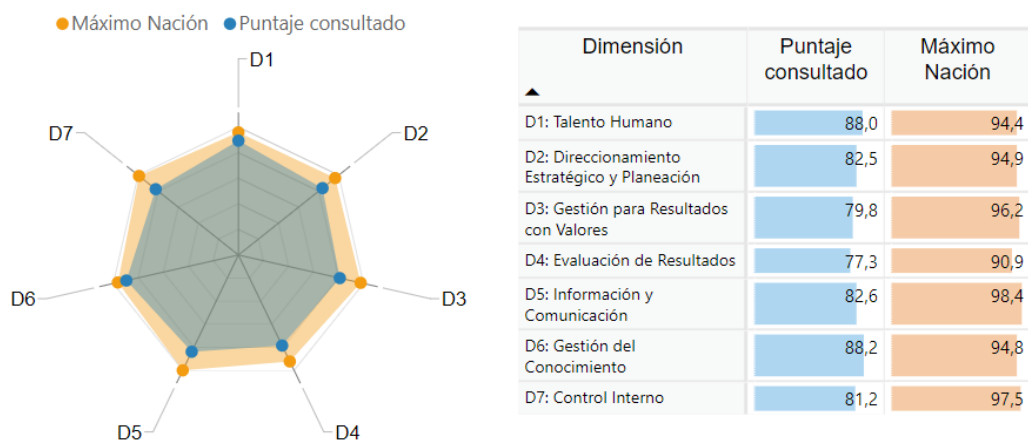 Máximo Nación Puntaje consultado
D1
D2
D3
D4
D5
D6
D7
Dimensión Puntaje consultado Máximo Nación
D1: Talento Humano 88,0 94,4
D2: Direccionamiento
Estratégico y Planeación 82,5 94,9
D3: Gestión para Resultados
con Valores 79,8 96,2
D4: Evaluación de Resultados 77,3 90,9
D5: Información y
Comunicación 82,6 98,4
D6: Gestión del
Conocimiento 88,2 94,8
D7: Control Interno 81,2 97,5